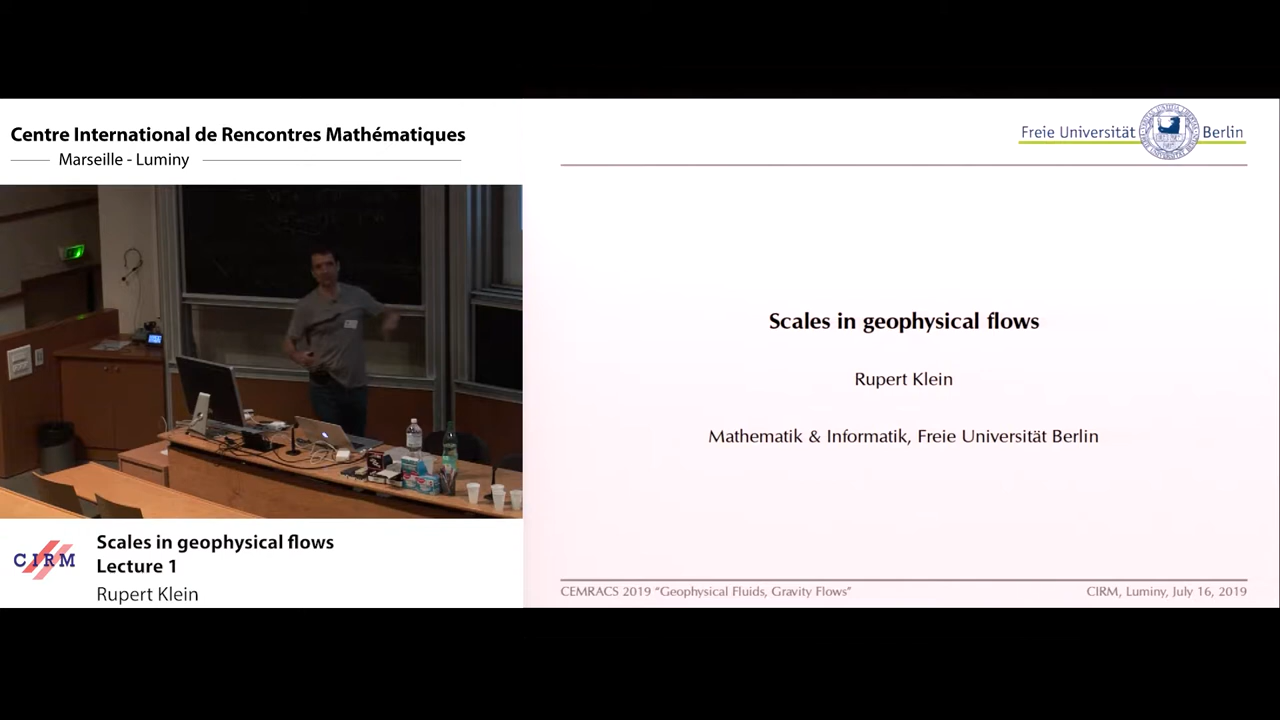 Centre International de Rencontres Mathématiques
Marseille - Luminy
CIRM
Scales in geophysical flows
Lecture 1
Rupert Klein
Freie Universität Berlin
Scales in geophysical flows
Rupert Klein
Mathematik & Informatik, Freie Universität Berlin
CEMRACS 2019 “Geophysical Fluids, Gravity Flows”
CIRM, Luminy, July 16, 2019